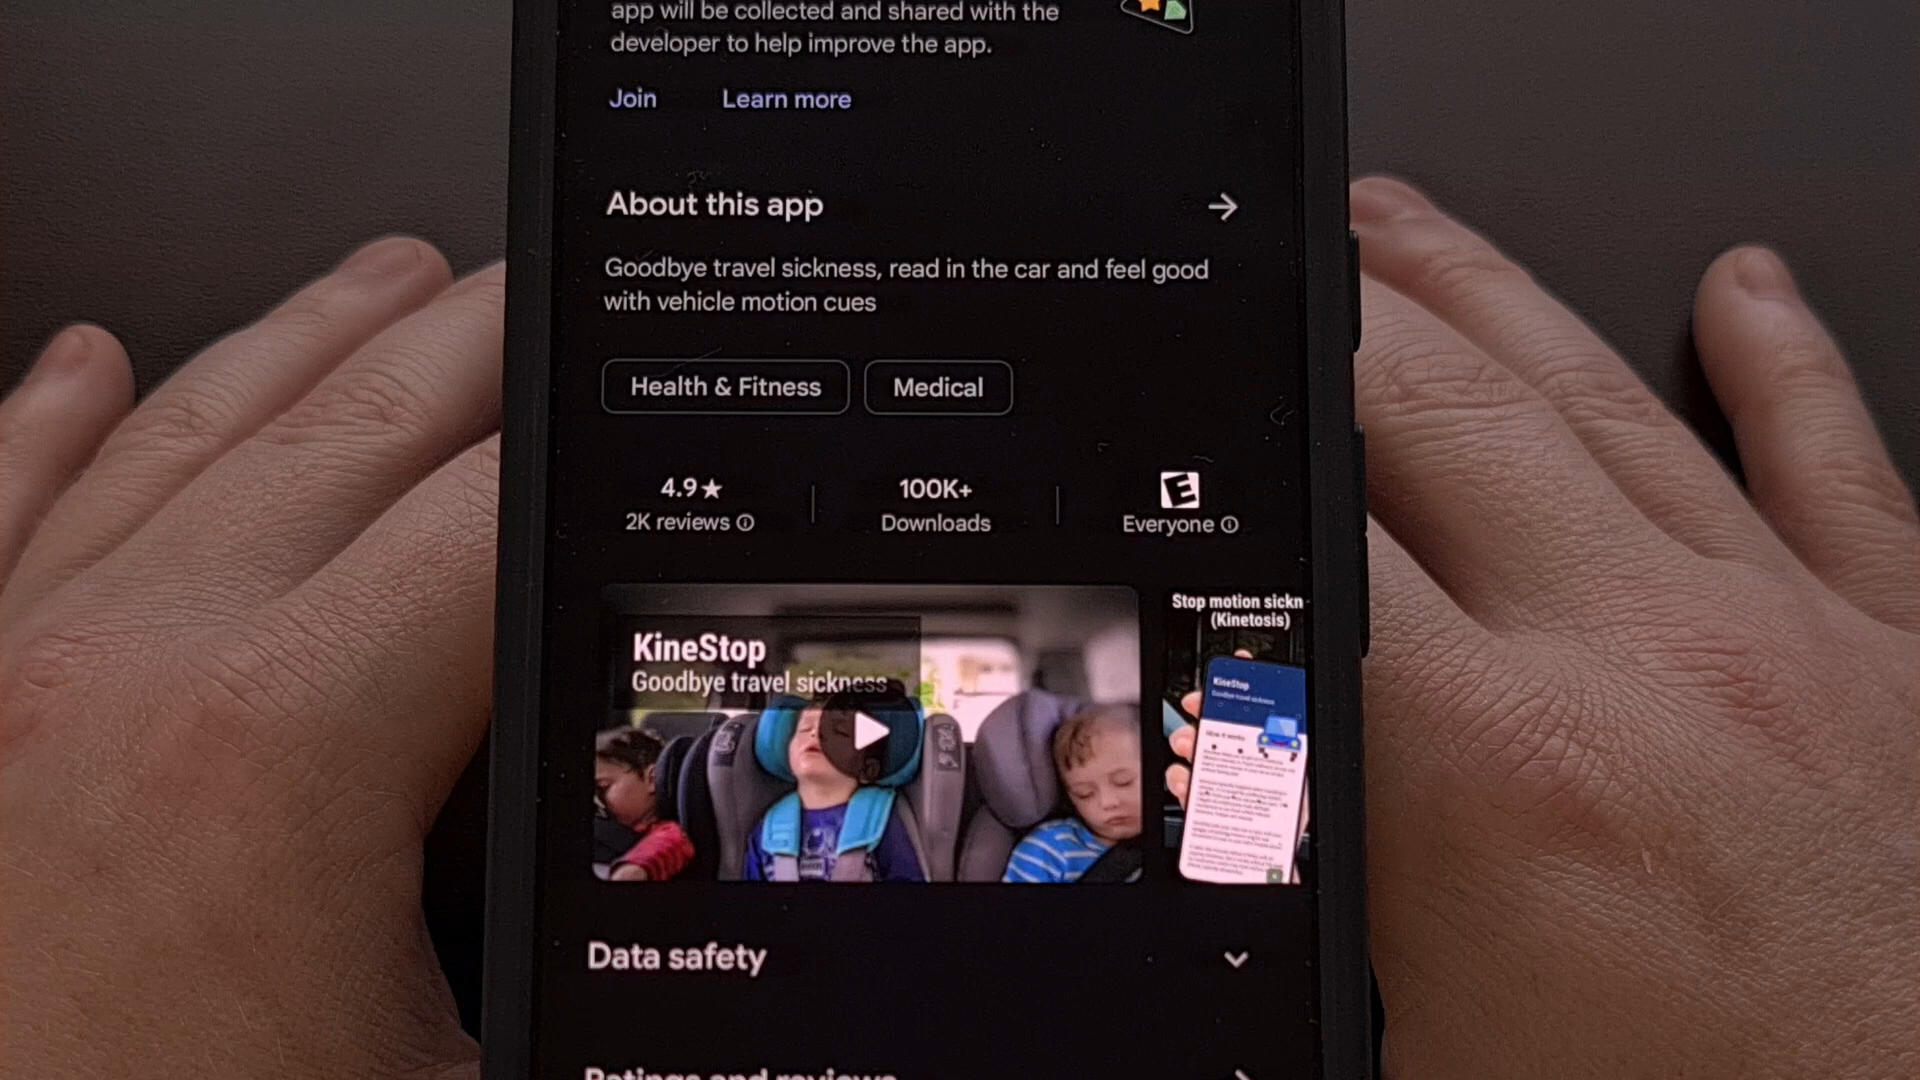 app will be collected and shared with the
developer to help improve the app.
Join
Learn more
About this app
Goodbye travel sickness, read in the car and feel good
with vehicle motion cues
Health & Fitness
Medical
4.9★
2K reviews
100K+
Downloads
E
Everyone
KineStop
Goodbye travel sickness
Stop motion sickn
(Kinetosis)
KineStop
Goodbye travel sickness
How it works
Data safety
Ratings and reviews